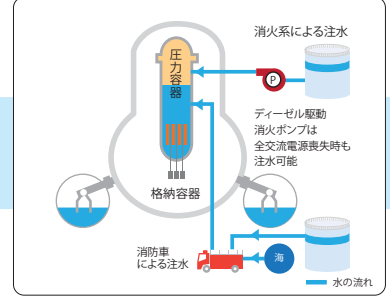 消火系による注水
圧力容器
P
ディーゼル駆動
消火ポンプは
全交流電源喪失時も
注水可能
格納容器
消防車
による注水
海
水の流れ